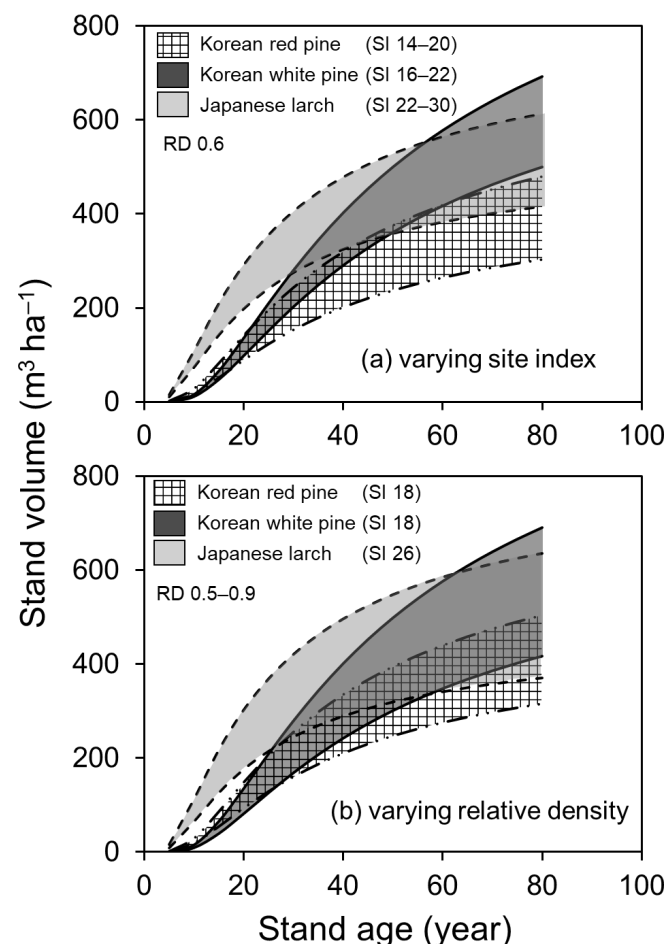 800
600
400
200
0
Korean red pine (SI 14–20)
Korean white pine (SI 16–22)
Japanese larch (SI 22–30)
RD 0.6
(a) varying site index
0 20 40 60 80 100
Stand volume (m³ ha⁻¹)
800
600
400
200
0
Korean red pine (SI 18)
Korean white pine (SI 18)
Japanese larch (SI 26)
RD 0.5–0.9
(b) varying relative density
0 20 40 60 80 100
Stand age (year)